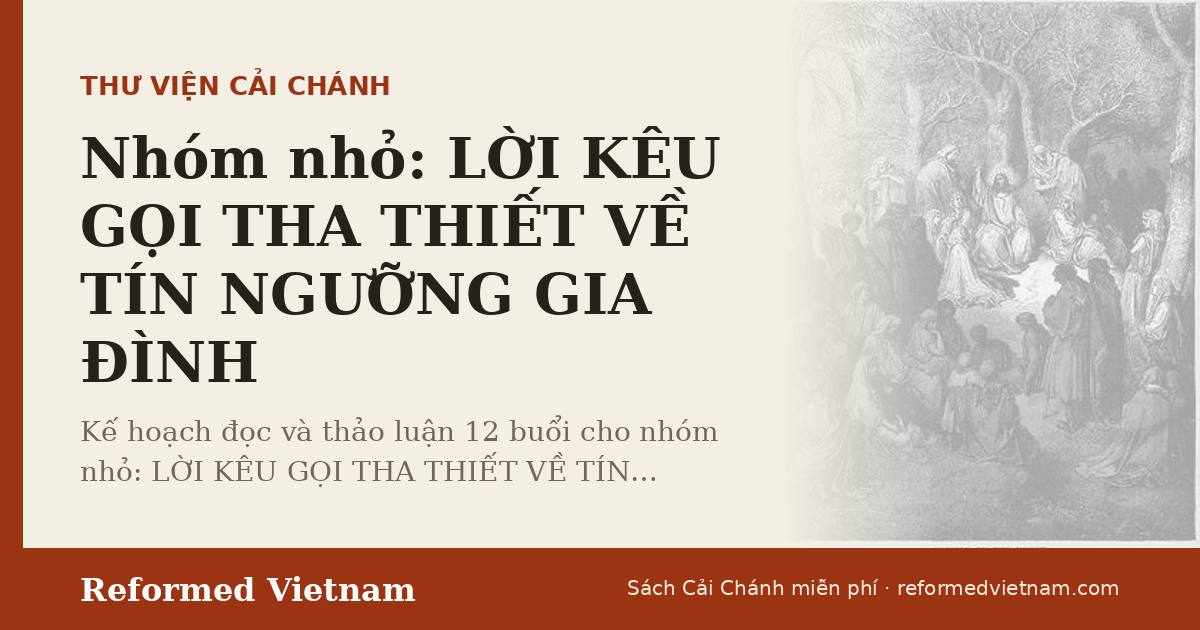 THƯ VIỆN CẢI CHÁNH
Nhóm nhỏ: LỜI KÊU
GỌI THA THIẾT VỀ
TÍN NGƯỠNG GIA
ĐÌNH
Kế hoạch đọc và thảo luận 12 buổi cho nhóm
nhỏ: LỜI KÊU GỌI THA THIẾT VỀ TÍN...
Reformed Vietnam
Sách Cải Chánh miễn phí · reformedvietnam.com